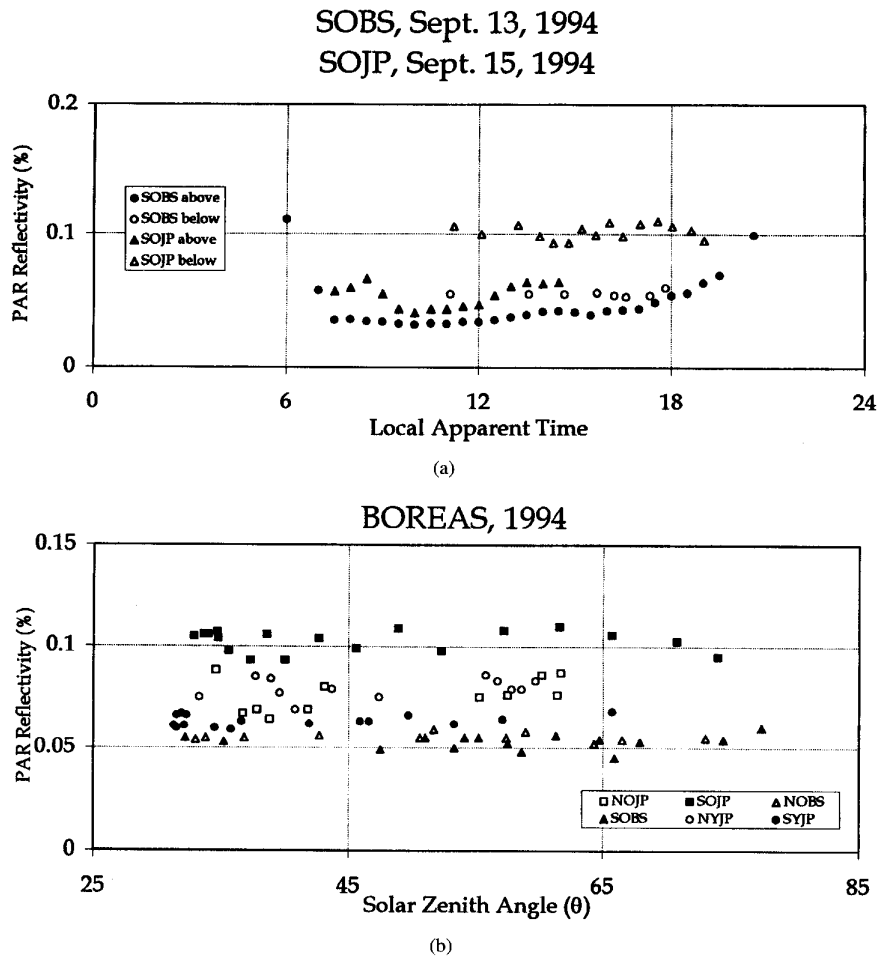 SOBS, Sept. 13, 1994
SOJP, Sept. 15, 1994
0.2
PAR Reflectivity (%)
SOBS above
SOBS below
0.1
SOJP above
SOJP below
0
0 6 12 18 24
Local Apparent Time
(a)
BOREAS, 1994
0.15
PAR Reflectivity (%)
0.1
0.05
NOJP SOJP NOBS
SOBS NYJP SYJP
0
25 45 65 85
Solar Zenith Angle (θ)
(b)